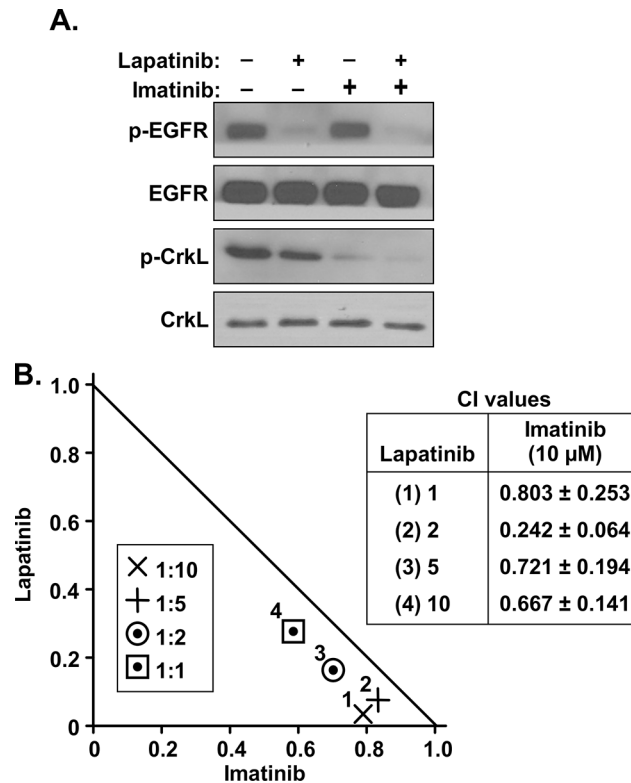 A.
Lapatinib: – + – +
Imatinib: – – + +
p-EGFR
EGFR
p-CrkL
CrkL
B.
1.0
0.8
0.6
0.4
0.2
0
Lapatinib
1:10
1:5
1:2
1:1
4
3
2
1
0 0.2 0.4 0.6 0.8 1.0
Imatinib
CI values
Lapatinib
Imatinib
(10 µM)
(1) 1 0.803 ± 0.253
(2) 2 0.242 ± 0.064
(3) 5 0.721 ± 0.194
(4) 10 0.667 ± 0.141